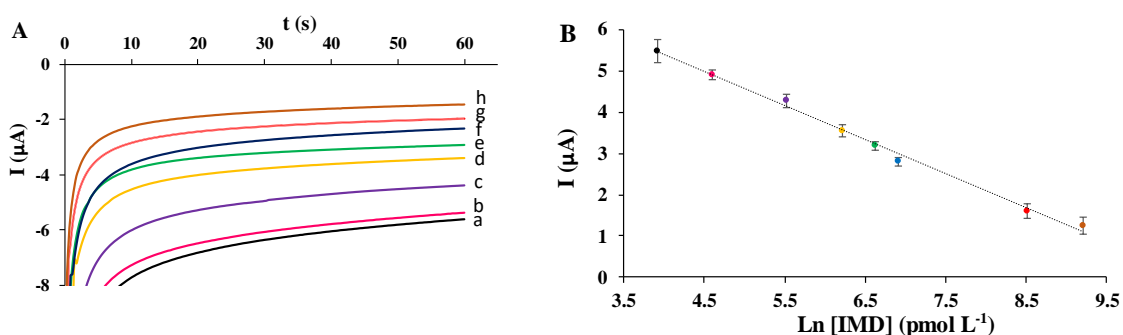 A
t (s)
0 10 20 30 40 50 60
0
-2
-4
-6
-8
I (µA)
h
g
f
e
d
c
b
a
B
6
5
4
3
2
1
0
I (µA)
3.5 4.5 5.5 6.5 7.5 8.5 9.5
Ln [IMD] (pmol L⁻¹)